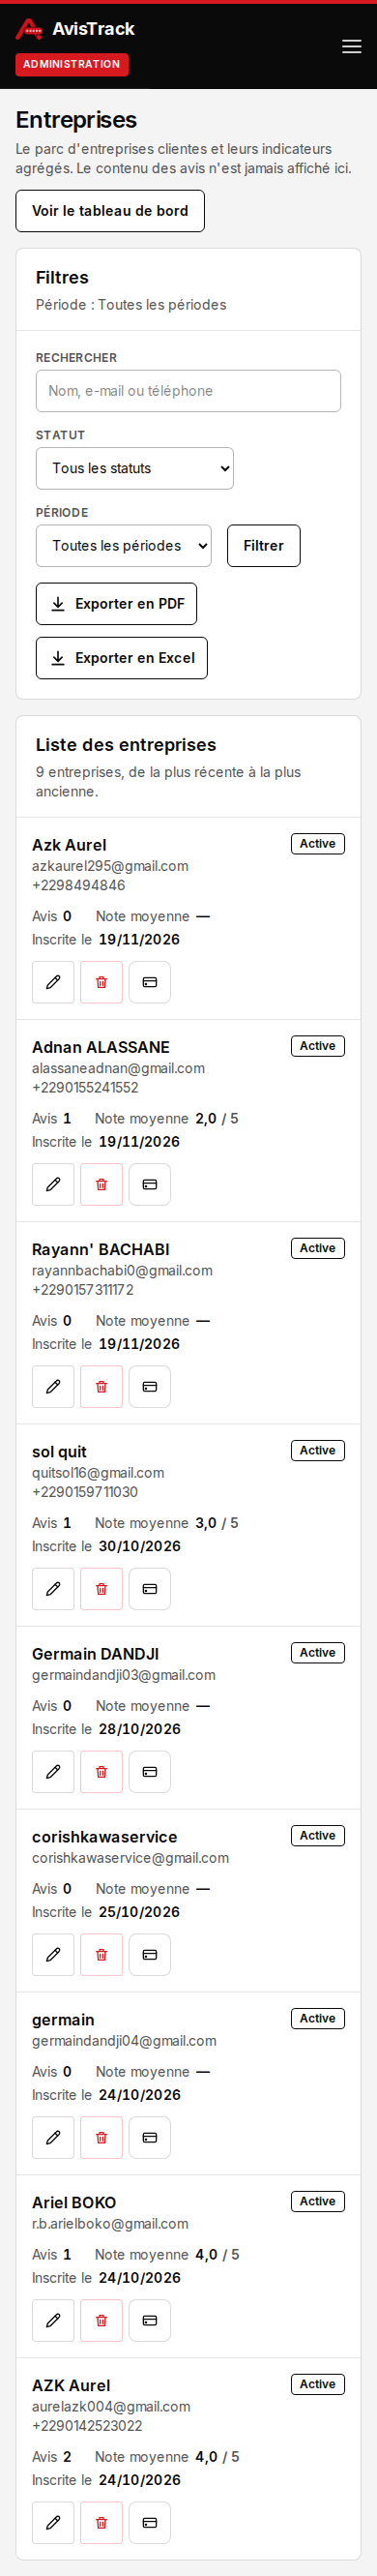 AvisTrack
ADMINISTRATION
Entreprises
Le parc d'entreprises clientes et leurs indicateurs
agrégés. Le contenu des avis n'est jamais affiché ici.
Voir le tableau de bord
Filtres
Période : Toutes les périodes
RECHERCHER
Nom, e-mail ou téléphone
STATUT
Tous les statuts
PÉRIODE
Toutes les périodes
Filtrer
Exporter en PDF
Exporter en Excel
Liste des entreprises
9 entreprises, de la plus récente à la plus
ancienne.
Azk Aurel
Active
azkaurel295@gmail.com
+2298494846
Avis 0 Note moyenne —
Inscrite le 19/11/2026
Adnan ALASSANE
Active
alassaneadnan@gmail.com
+2290155241552
Avis 1 Note moyenne 2,0 / 5
Inscrite le 19/11/2026
Rayann' BACHABI
Active
rayannbachabi0@gmail.com
+2290157311172
Avis 0 Note moyenne —
Inscrite le 19/11/2026
sol quit
Active
quitsol16@gmail.com
+2290159711030
Avis 1 Note moyenne 3,0 / 5
Inscrite le 30/10/2026
Germain DANDJI
Active
germaindandji03@gmail.com
Avis 0 Note moyenne —
Inscrite le 28/10/2026
corishkawaservice
Active
corishkawaservice@gmail.com
Avis 0 Note moyenne —
Inscrite le 25/10/2026
germain
Active
germaindandji04@gmail.com
Avis 0 Note moyenne —
Inscrite le 24/10/2026
Ariel BOKO
Active
r.b.arielboko@gmail.com
Avis 1 Note moyenne 4,0 / 5
Inscrite le 24/10/2026
AZK Aurel
Active
aurelazk004@gmail.com
+2290142523022
Avis 2 Note moyenne 4,0 / 5
Inscrite le 24/10/2026